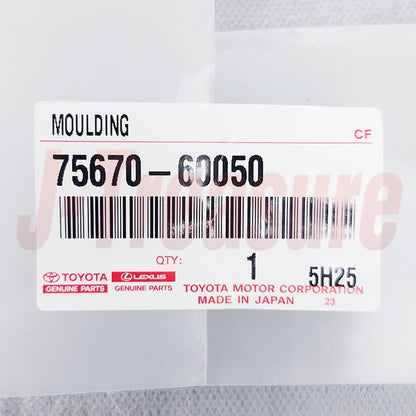 MOULDING
CF
75670-60050
J-Treasure
QTY: 1 5H25
TOYOTA LEXUS
GENUINE PARTS GENUINE PARTS
TOYOTA MOTOR CORPORATION
MADE IN JAPAN 23